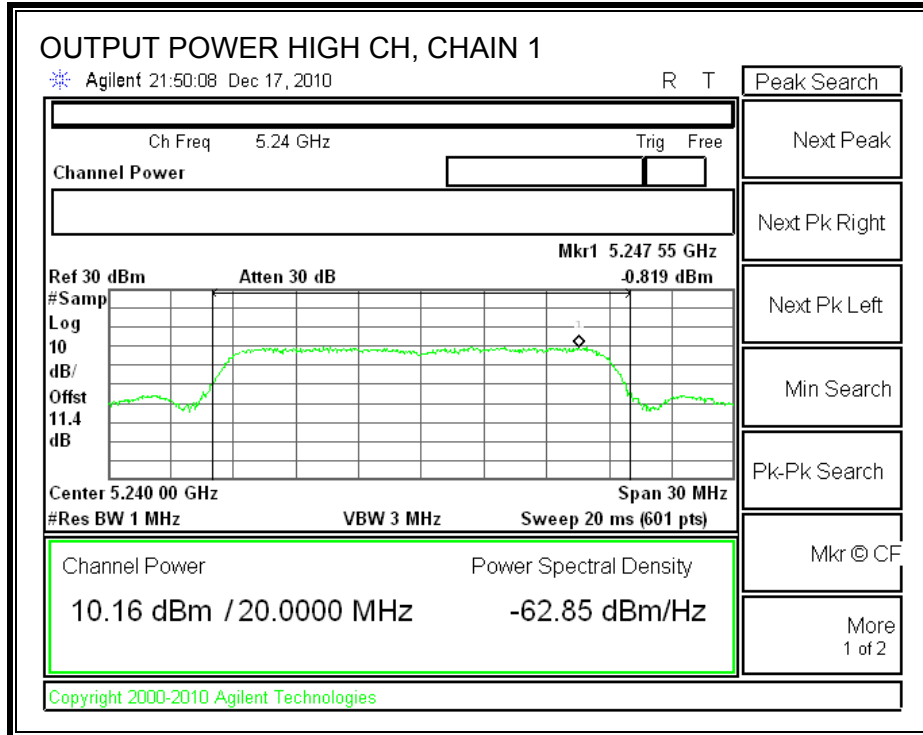 OUTPUT POWER HIGH CH, CHAIN 1
Agilent 21:50:08 Dec 17, 2010 R T
Peak Search
Ch Freq 5.24 GHz Trig Free
Channel Power
Mkr1 5.247 55 GHz
Ref 30 dBm Atten 30 dB -0.819 dBm
#Samp
Log
10
dB/
Offst
11.4
dB
1
Center 5.240 00 GHz Span 30 MHz
#Res BW 1 MHz VBW 3 MHz Sweep 20 ms (601 pts)
Channel Power Power Spectral Density
10.16 dBm / 20.0000 MHz -62.85 dBm/Hz
Copyright 2000-2010 Agilent Technologies
Next Peak
Next Pk Right
Next Pk Left
Min Search
Pk-Pk Search
Mkr © CF
More
1 of 2